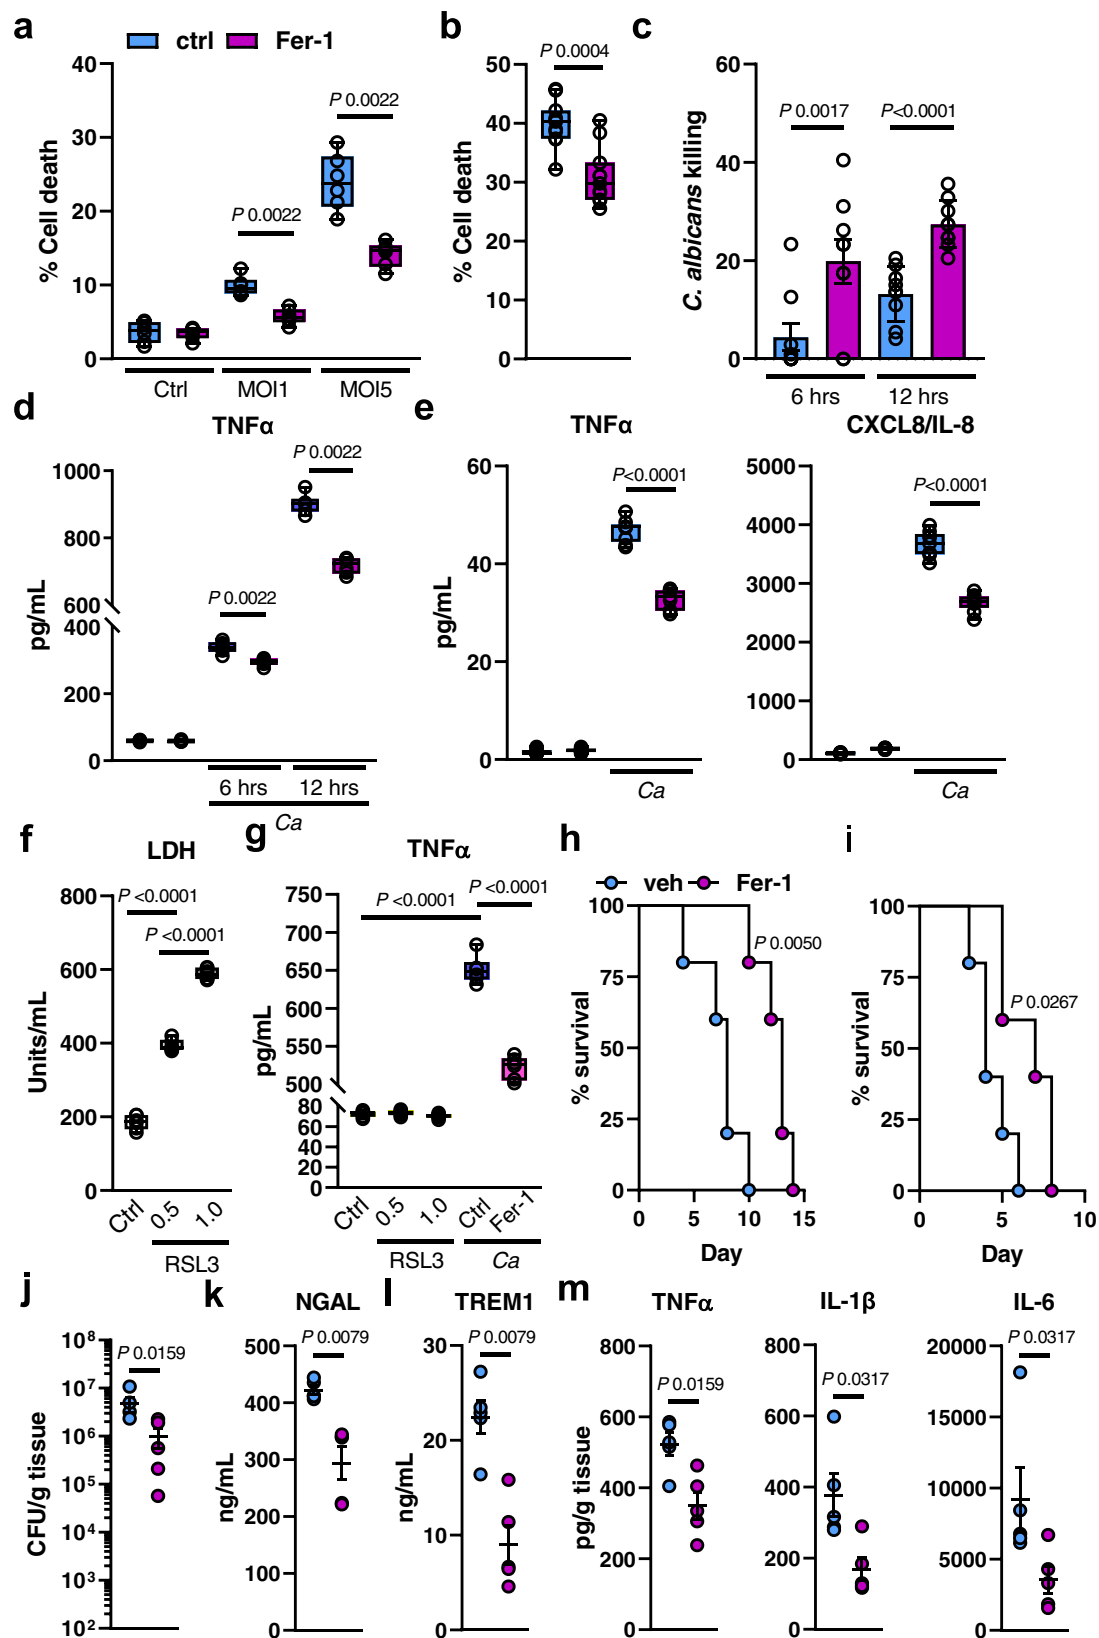 a
ctrl Fer-1
% Cell death
40
30
20
10
0
P 0.0022
P 0.0022
Ctrl MOI1 MOI5
b
% Cell death
50
40
30
20
10
0
P 0.0004
c
C. albicans killing
60
40
20
0
P 0.0017 P<0.0001
6 hrs 12 hrs
d
TNFα
pg/mL
1000
800
600
400
200
0
P 0.0022
P 0.0022
6 hrs 12 hrs
Ca
e
TNFα
pg/mL
60
40
20
0
P<0.0001
Ca
CXCL8/IL-8
5000
4000
3000
2000
1000
0
P<0.0001
Ca
f
LDH
Units/mL
800
600
400
200
0
P <0.0001
P <0.0001
Ctrl 0.5 1.0
RSL3
g
TNFα
pg/mL
750
700
650
600
550
500
80
60
40
20
0
P <0.0001 P <0.0001
Ctrl 0.5 1.0 Ctrl Fer-1
RSL3 Ca
h
veh Fer-1
% survival
100
75
50
25
0
P 0.0050
0 5 10 15
Day
i
% survival
100
75
50
25
0
P 0.0267
0 5 10
Day
j
CFU/g tissue
10⁸
10⁷
10⁶
10⁵
10⁴
10³
10²
P 0.0159
k
NGAL
ng/mL
500
400
300
200
100
0
P 0.0079
l
TREM1
ng/mL
30
20
10
0
P 0.0079
m
TNFα
pg/g tissue
800
600
400
200
0
P 0.0159
IL-1β
800
600
400
200
0
P 0.0317
IL-6
20000
15000
10000
5000
0
P 0.0317